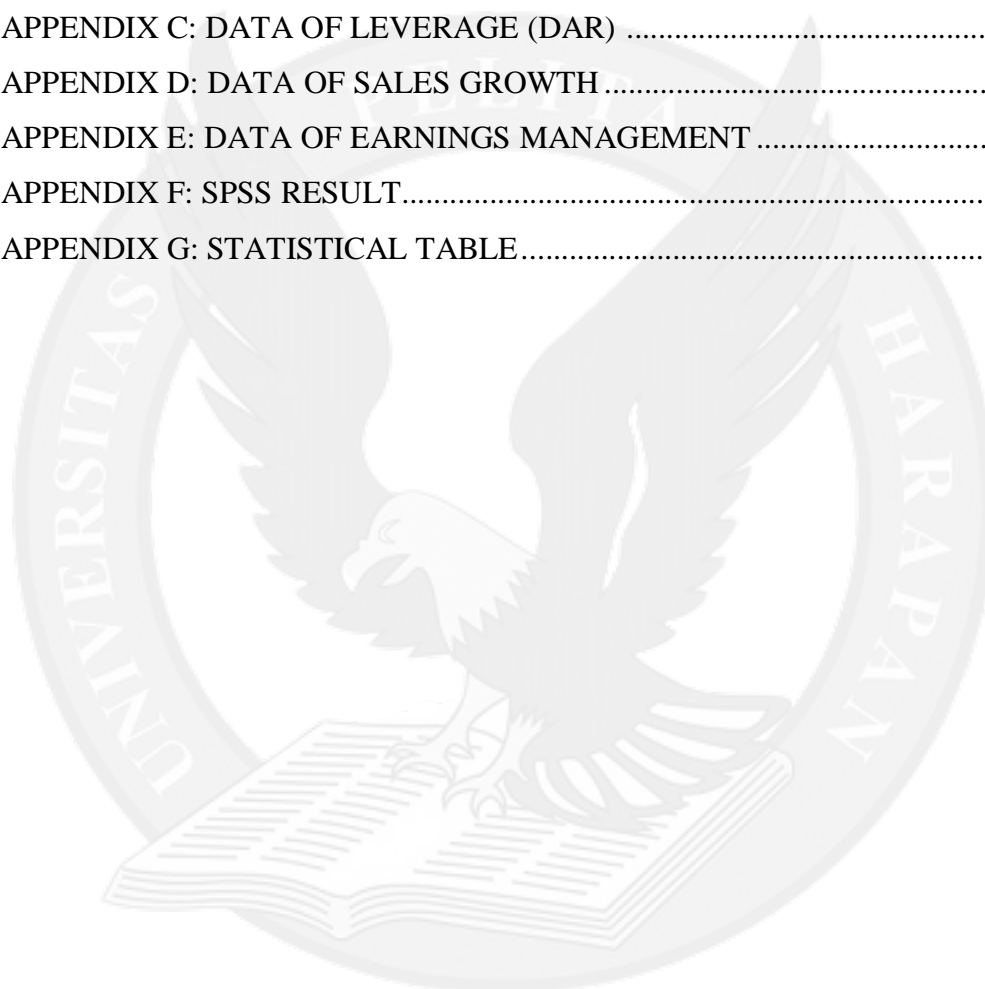 APPENDIX C: DATA OF LEVERAGE (DAR) ............................................
APPENDIX D: DATA OF SALES GROWTH ...............................................
APPENDIX E: DATA OF EARNINGS MANAGEMENT ............................
APPENDIX F: SPSS RESULT........................................................................
APPENDIX G: STATISTICAL TABLE.........................................................
UNIVERSITAS PELITA HARAPAN